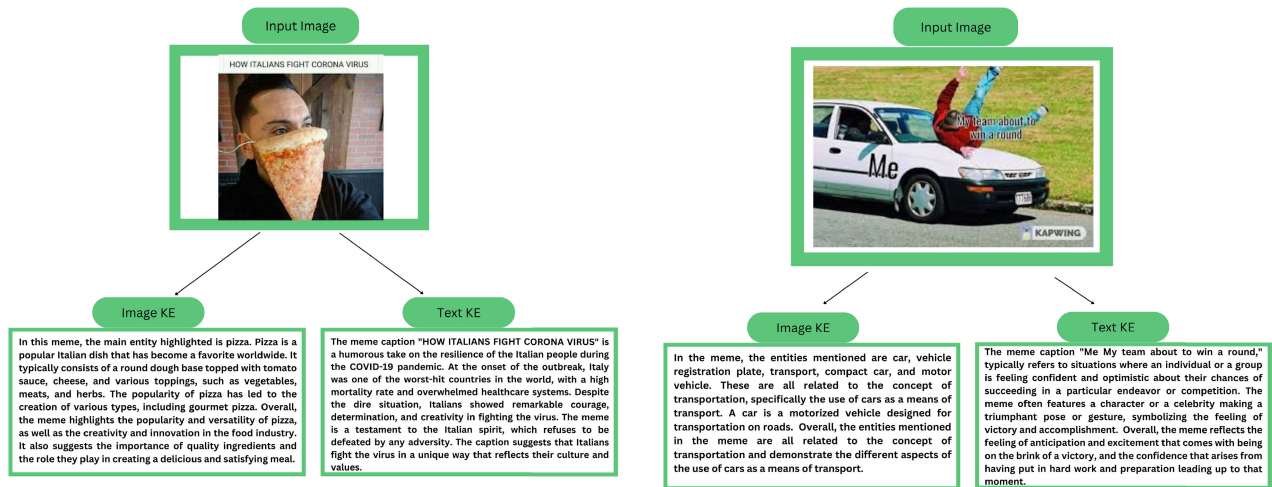 Input Image
HOW ITALIANS FIGHT CORONA VIRUS
Image KE
In this meme, the main entity highlighted is pizza. Pizza is a
popular Italian dish that has become a favorite worldwide. It
typically consists of a round dough base topped with tomato
sauce, cheese, and various toppings, such as vegetables,
meats, and herbs. The popularity of pizza has led to the
creation of various types, including gourmet pizza. Overall,
the meme highlights the popularity and versatility of pizza,
as well as the creativity and innovation in the food industry.
It also suggests the importance of quality ingredients and
the role they play in creating a delicious and satisfying meal.
Text KE
The meme caption "HOW ITALIANS FIGHT CORONA VIRUS" is
a humorous take on the resilience of the Italian people during
the COVID-19 pandemic. At the onset of the outbreak, Italy
was one of the worst-hit countries in the world, with a high
mortality rate and overwhelmed healthcare systems. Despite
the dire situation, Italians showed remarkable courage,
determination, and creativity in fighting the virus. The meme
is a testament to the Italian spirit, which refuses to be
defeated by any adversity. The caption suggests that Italians
fight the virus in a unique way that reflects their culture and
values.
Input Image
My team about to
win a round
Me
KAPWING
Image KE
In the meme, the entities mentioned are car, vehicle
registration plate, transport, compact car, and motor
vehicle. These are all related to the concept of
transportation, specifically the use of cars as a means of
transport. A car is a motorized vehicle designed for
transportation on roads. Overall, the entities mentioned
in the meme are all related to the concept of
transportation and demonstrate the different aspects of
the use of cars as a means of transport.
Text KE
The meme caption "Me My team about to win a round,"
typically refers to situations where an individual or a group
is feeling confident and optimistic about their chances of
succeeding in a particular endeavor or competition. The
meme often features a character or a celebrity making a
triumphant pose or gesture, symbolizing the feeling of
victory and accomplishment. Overall, the meme reflects the
feeling of anticipation and excitement that comes with being
on the brink of a victory, and the confidence that arises from
having put in hard work and preparation leading up to that
moment.